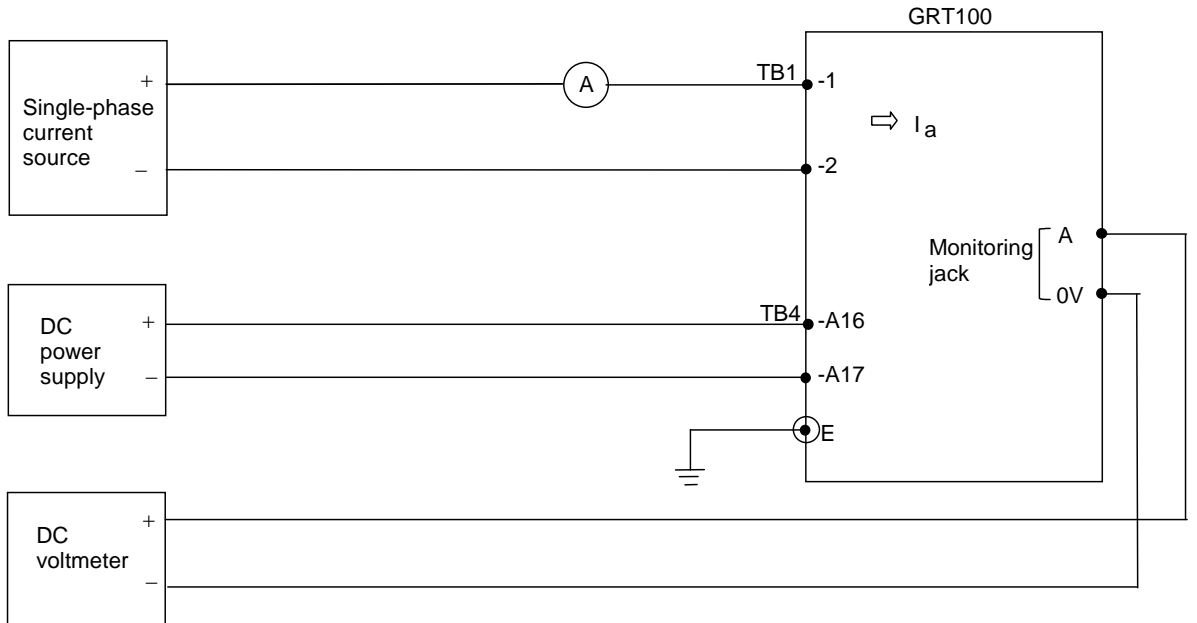 GRT100
Single-phase
current
source
+
−
A
TB1
-1
-2
Ia
Monitoring
jack
A
0V
DC
power
supply
+
−
TB4
-A16
-A17
E
DC
voltmeter
+
−